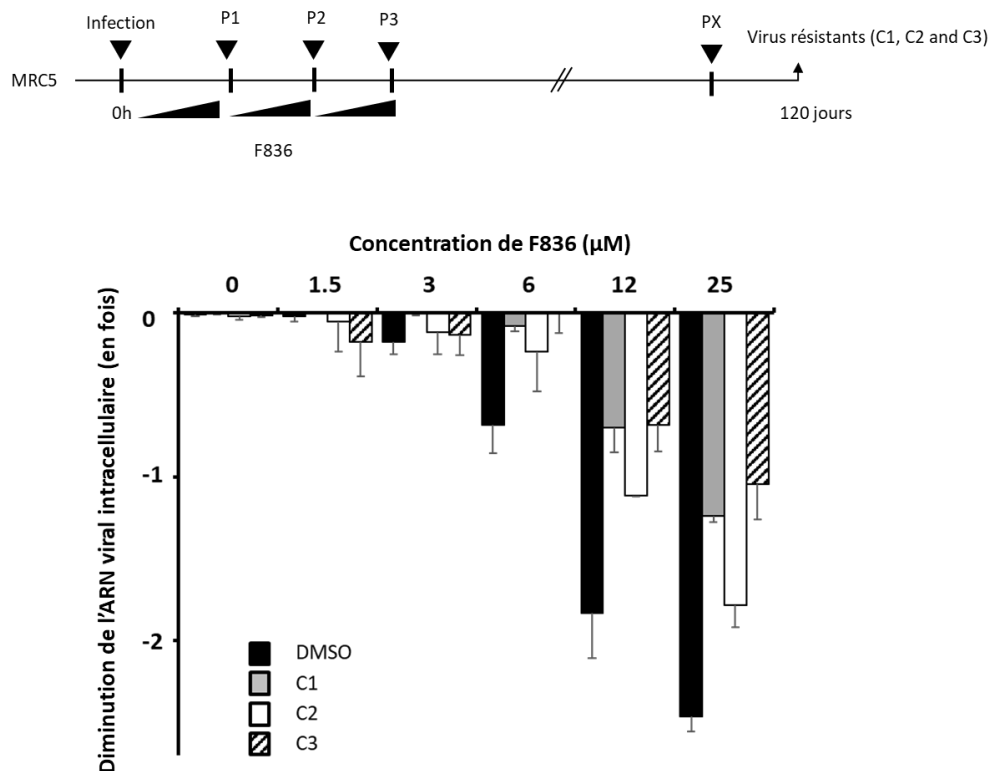 Infection P1 P2 P3 PX
Virus résistants (C1, C2 and C3)
MRC5
0h 120 jours
F836
Concentration de F836 (µM)
0 1.5 3 6 12 25
0
-1
-2
Diminution de l'ARN viral intracellulaire (en fois)
DMSO
C1
C2
C3